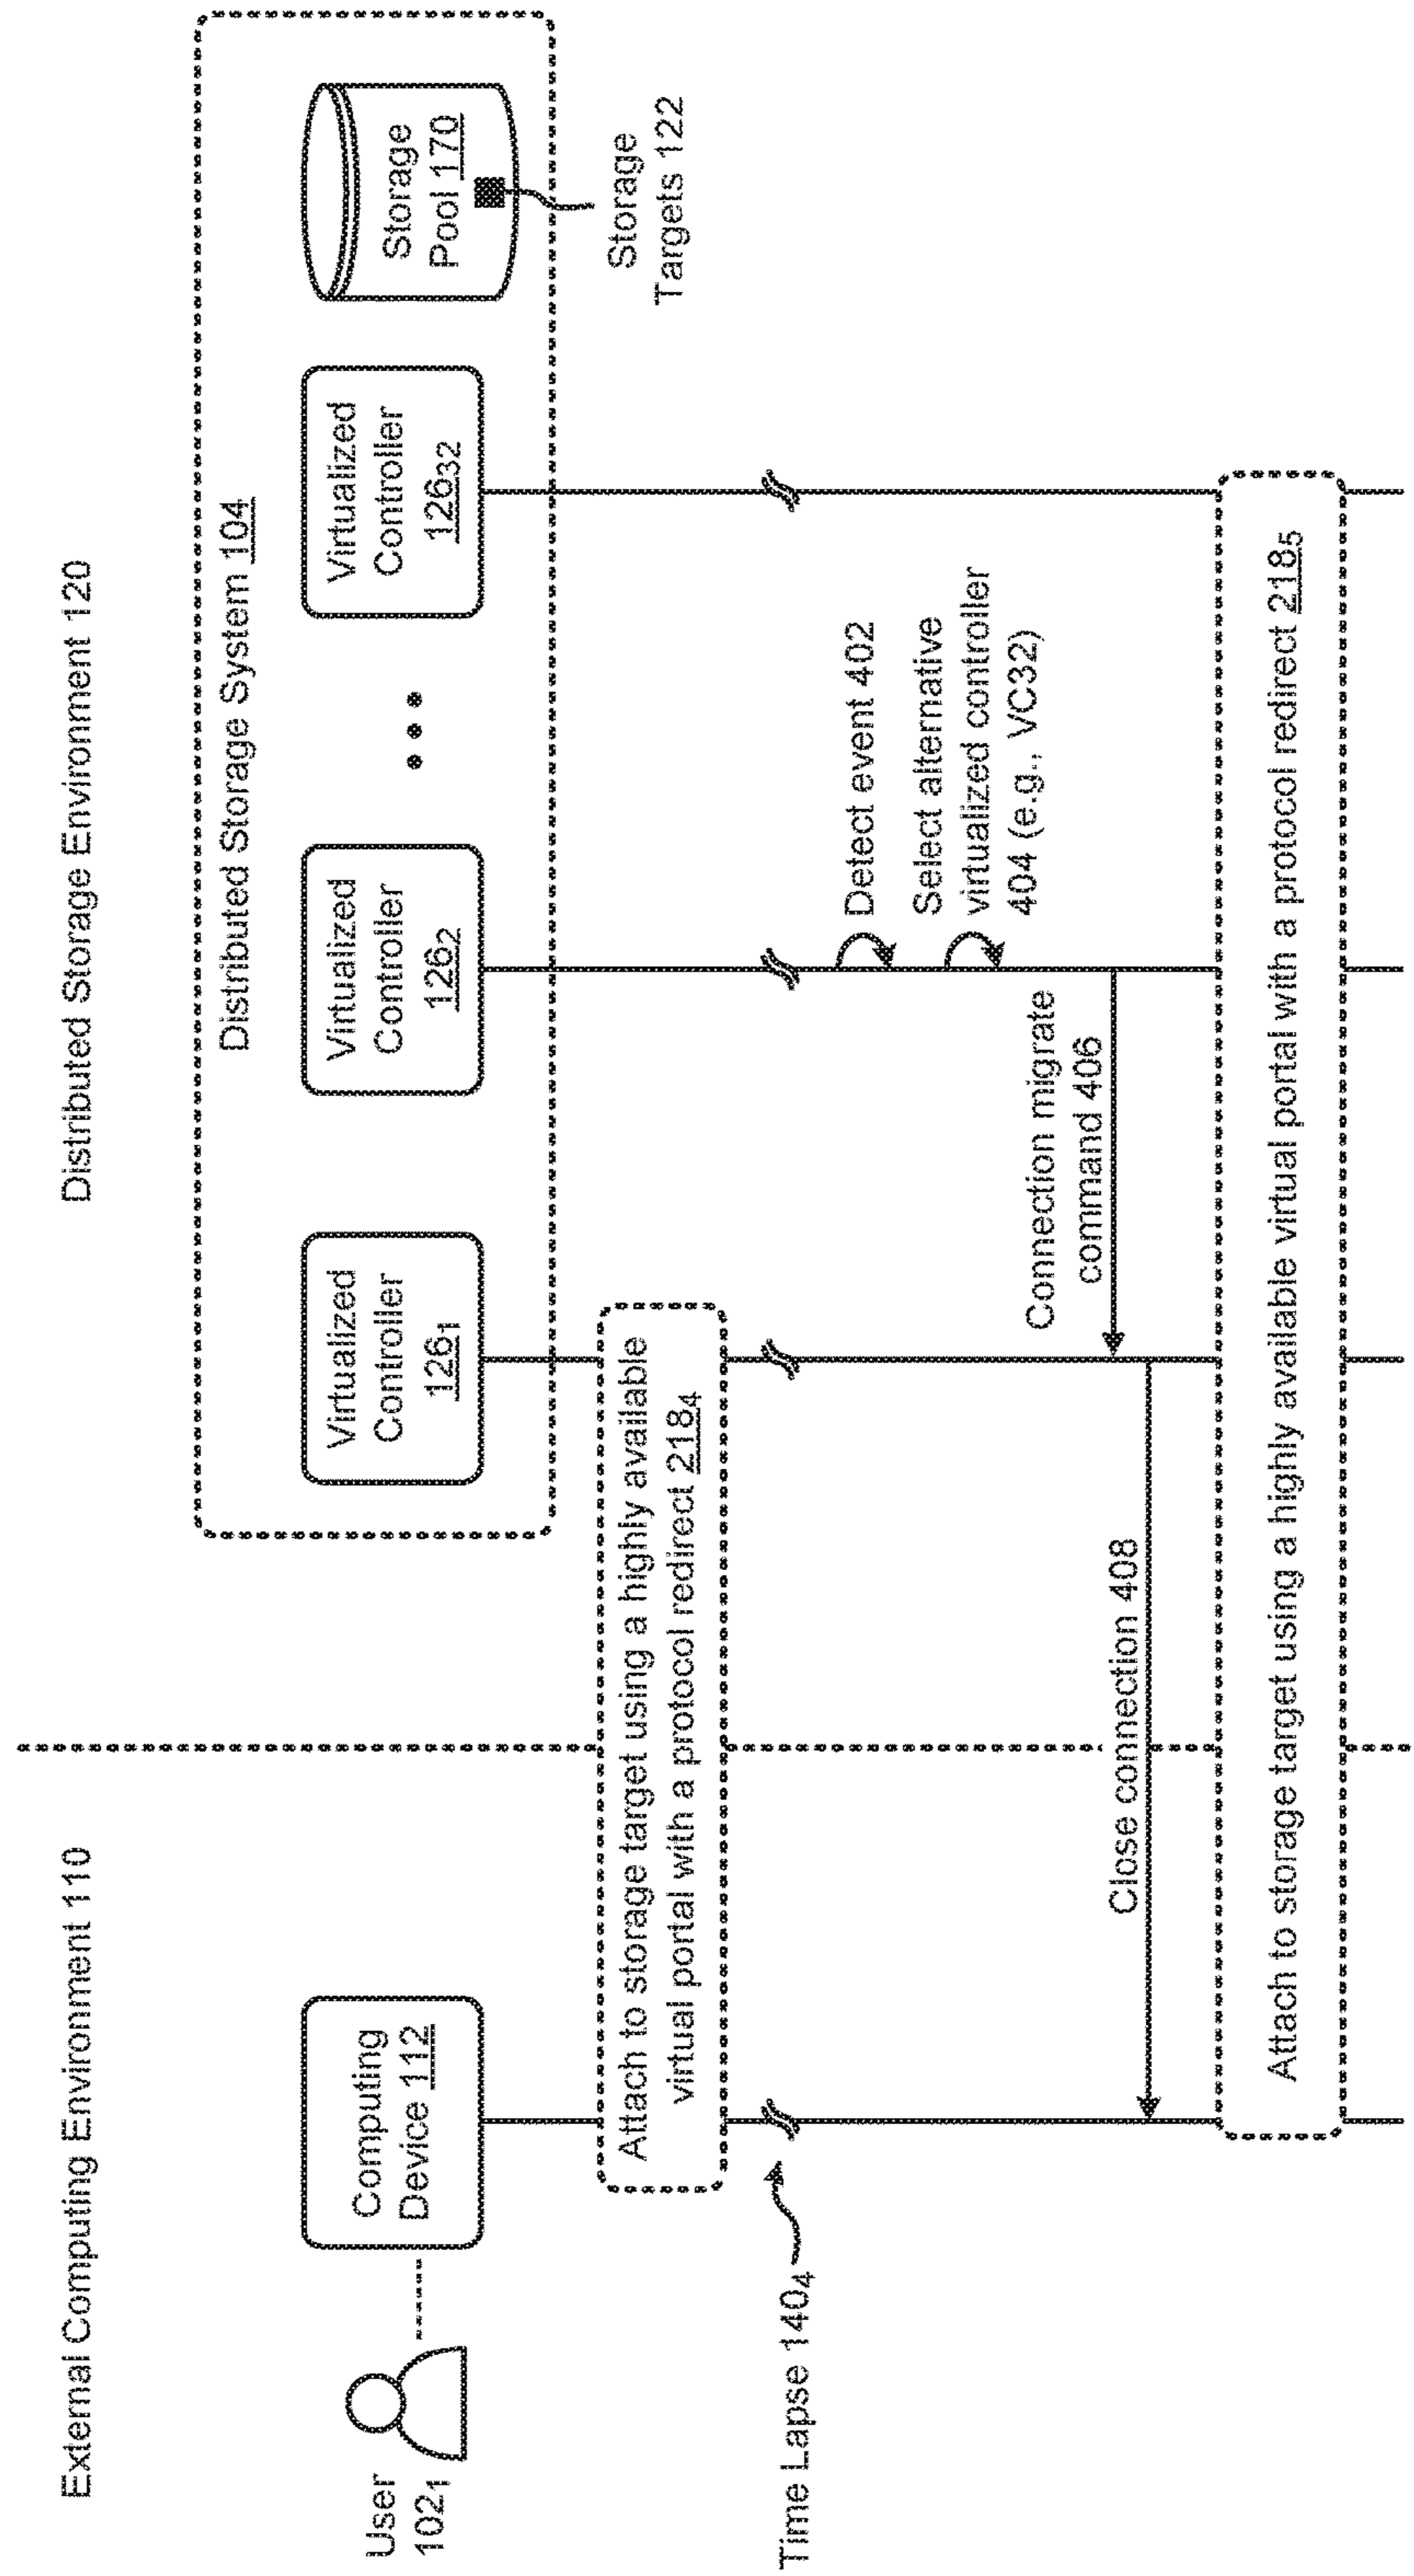 External Computing Environment 110
Distributed Storage Environment 120
Distributed Storage System 104
User
102₁
Computing
Device 112
Virtualized
Controller
126₁
Virtualized
Controller
126₂
Virtualized
Controller
126₃₂
Storage
Pool 170
Storage
Targets 122
Attach to storage target using a highly available
virtual portal with a protocol redirect 218₄
Time Lapse 140₄
Detect event 402
Select alternative
virtualized controller
404 (e.g., VC32)
Connection migrate
command 406
Close connection 408
Attach to storage target using a highly available virtual portal with a protocol redirect 218₅